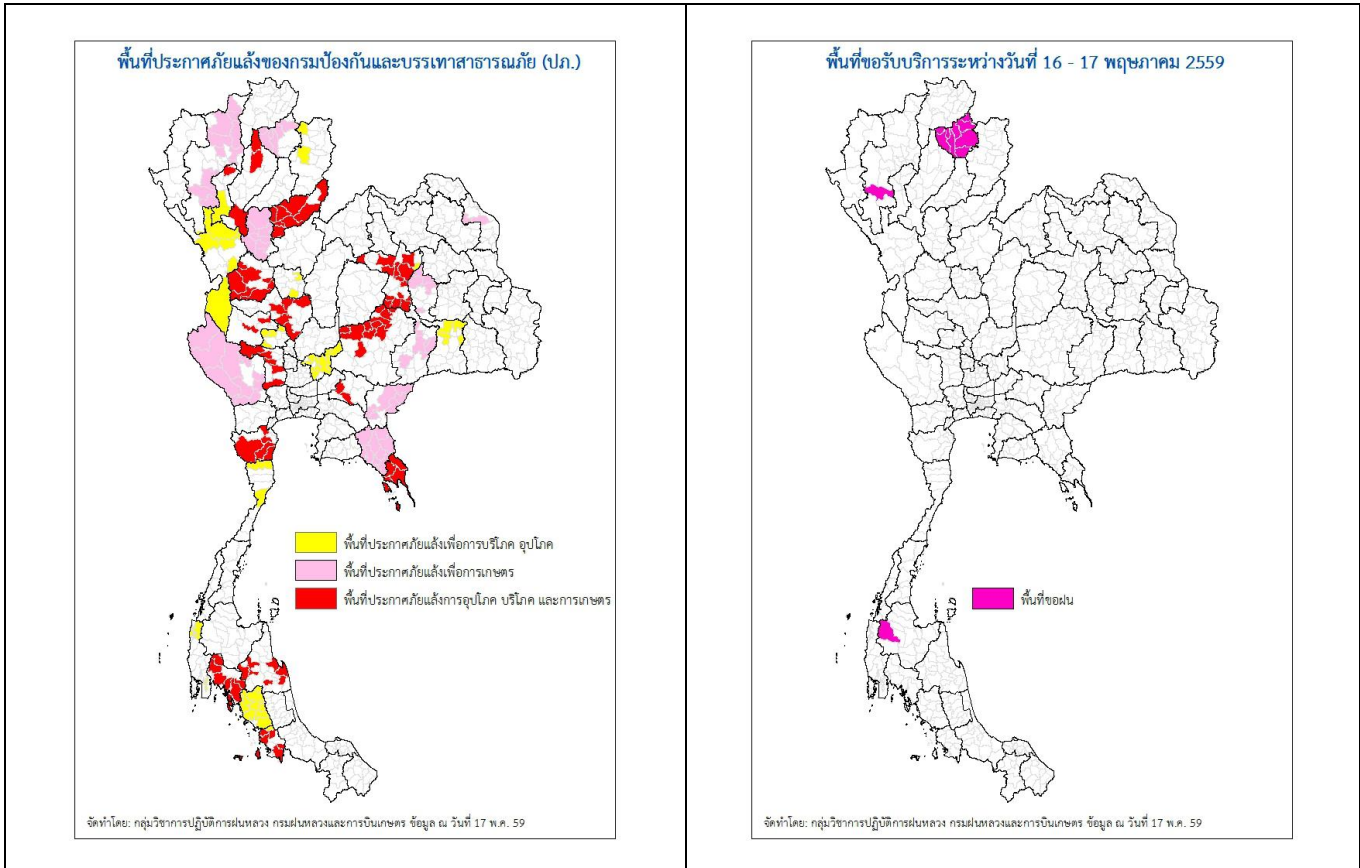 พื้นที่ประกาศภัยแล้งของกรมป้องกันและบรรเทาสาธารณภัย (ปภ.)
พื้นที่ประกาศภัยแล้งเพื่อการบริโภค อุปโภค
พื้นที่ประกาศภัยแล้งเพื่อการเกษตร
พื้นที่ประกาศภัยแล้งการอุปโภค บริโภค และการเกษตร
จัดทำโดย: กลุ่มวิชาการปฏิบัติการฝนหลวง กรมฝนหลวงและการบินเกษตร ข้อมูล ณ วันที่ 17 พ.ค. 59
พื้นที่ขอรับบริการระหว่างวันที่ 16 - 17 พฤษภาคม 2559
พื้นที่ขอฝน
จัดทำโดย: กลุ่มวิชาการปฏิบัติการฝนหลวง กรมฝนหลวงและการบินเกษตร ข้อมูล ณ วันที่ 17 พ.ค. 59